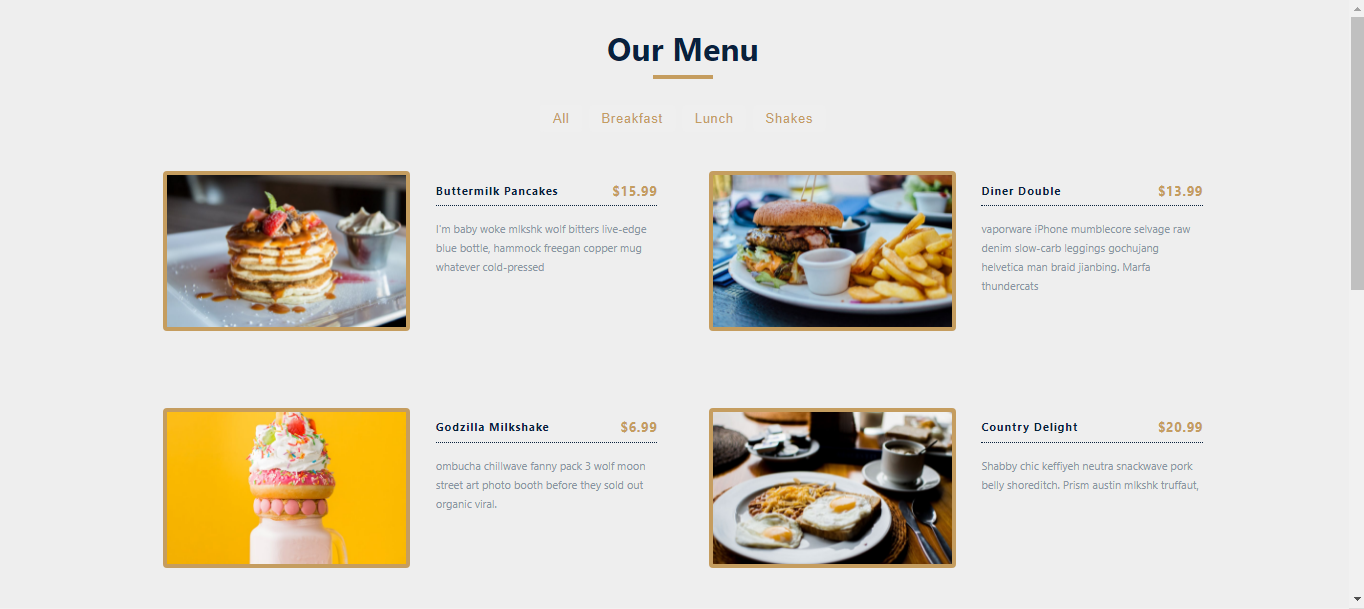 Our Menu
All Breakfast Lunch Shakes
Buttermilk Pancakes $15.99
I'm baby woke mlkshk wolf bitters live-edge
blue bottle, hammock freegan copper mug
whatever cold-pressed
Diner Double $13.99
vaporware iPhone mumblecore selvage raw
denim slow-carb leggings gochujang
helvetica man braid jianbing. Marfa
thundercats
Godzilla Milkshake $6.99
ombucha chillwave fanny pack 3 wolf moon
street art photo booth before they sold out
organic viral.
Country Delight $20.99
Shabby chic keffiyeh neutra snackwave pork
belly shoreditch. Prism austin mlkshk truffaut,